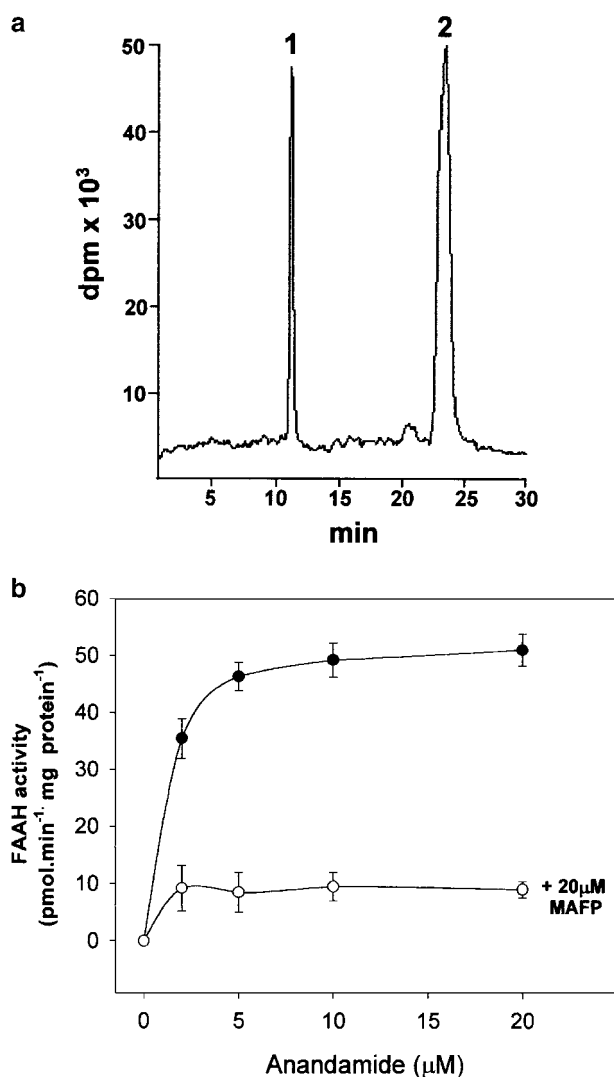 a
1 2
50
40
30
20
10
dpm x 10³
5 10 15 20 25 30
min
b
60
50
40
30
20
10
0
FAAH activity
(pmol.min⁻¹· mg protein⁻¹)
+ 20µM
MAFP
0 5 10 15 20
Anandamide (µM)